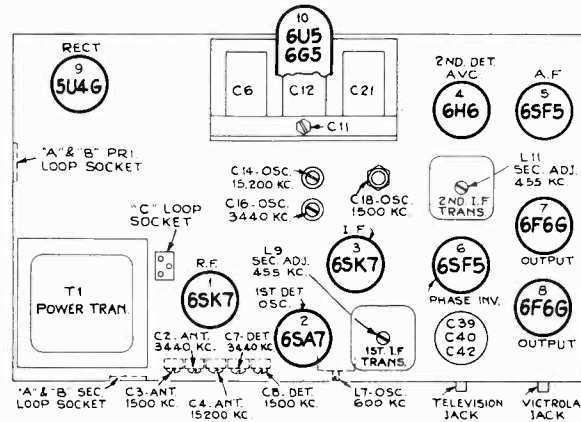 10
6U5
6G5
RECT
9
5U4G
C6
C12
C21
C11
2ND. DET.
AVC.
4
6H6
A.F
5
6SF5
"A" & "B" PRI.
LOOP SOCKET
C14-OSC.
15,200 KC.
C16-OSC.
3440 KC.
C18-OSC.
1500 KC.
L11
SEC. ADJ.
455 KC.
2ND. I.F
TRANS.
"C" LOOP
SOCKET
T1
POWER TRAN.
R.F.
1
6SK7
L9
SEC. ADJ.
455 KC.
I.F
3
6SK7
1ST. DET
OSC.
2
6SA7
1ST. I.F
TRANS.
6
6SF5
PHASE INV.
7
6F6G
OUTPUT
8
6F6G
OUTPUT
C39
C40
C42
C2-ANT.
3440 KC.
C7-DET.
3440 KC.
"A" & "B" SEC.
LOOP SOCKET
C3-ANT.
1500 KC.
C4-ANT.
15200 KC.
C8-DET.
1500 KC.
L7-OSC.
600 KC.
TELEVISION
JACK
VICTROLA
JACK